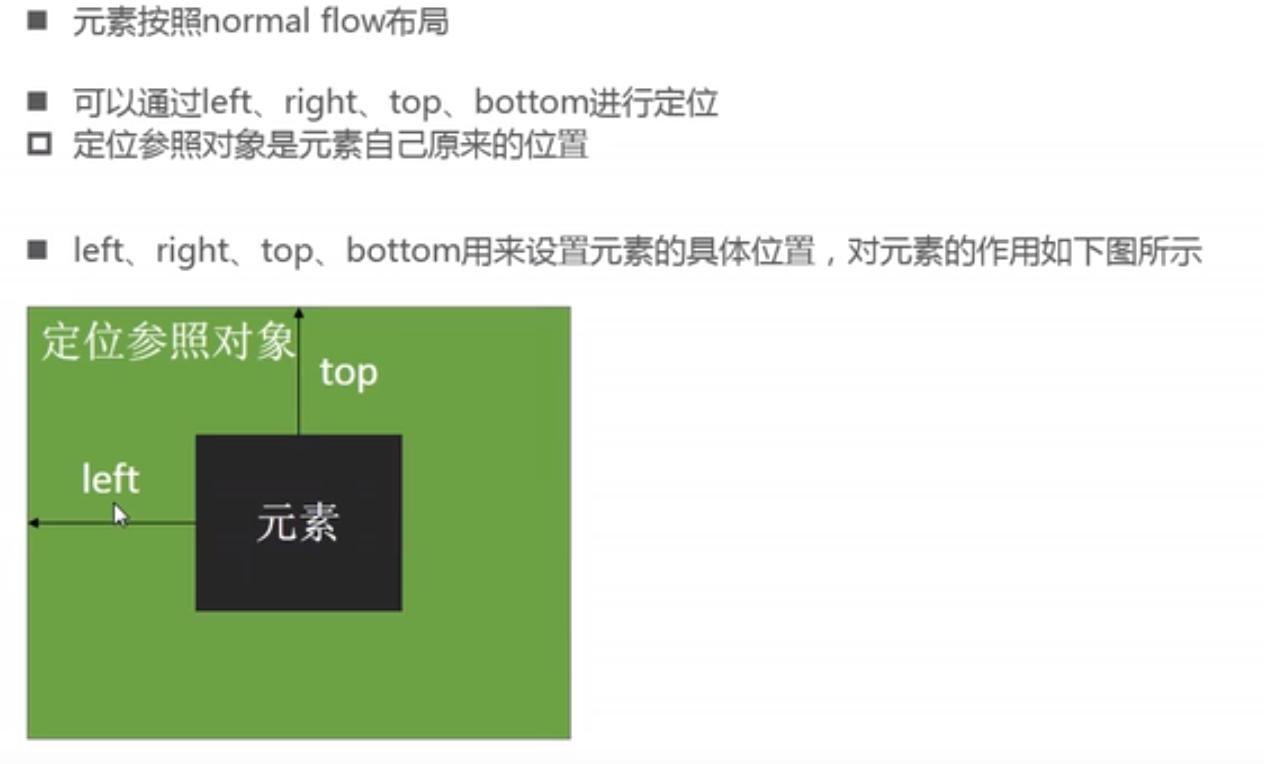 元素按照normal flow布局
可以通过left、right、top、bottom进行定位
定位参照对象是元素自己原来的位置
left、right、top、bottom用来设置元素的具体位置，对元素的作用如下图所示
定位参照对象
top
left
元素